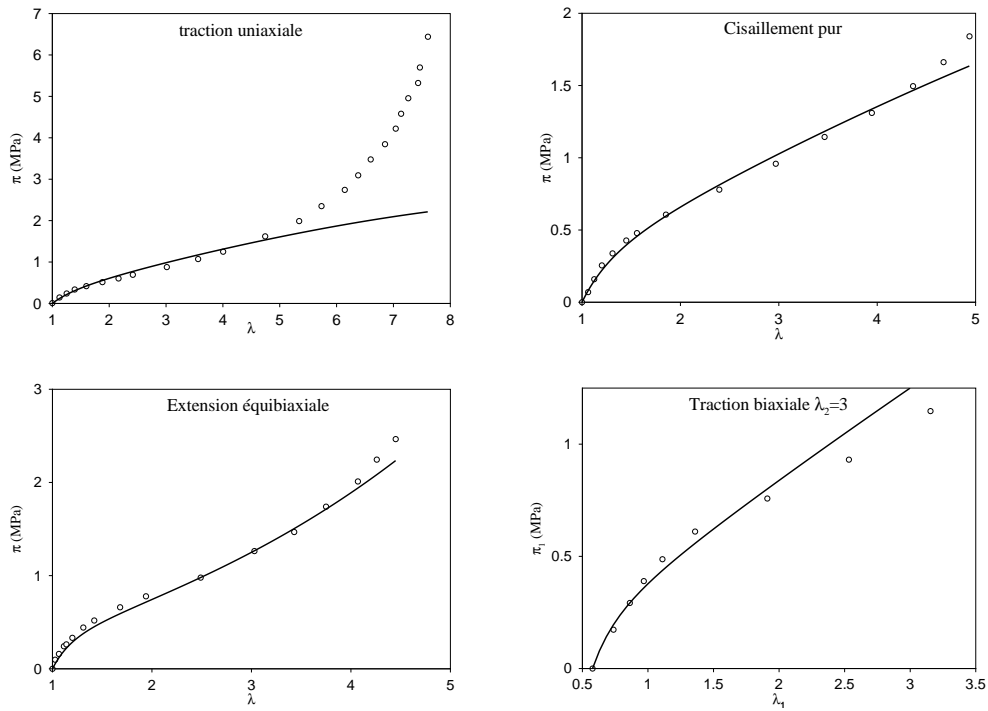 traction uniaxiale
7
6
5
4
3
2
1
0
π (MPa)
1 2 3 4 5 6 7 8
λ
Cisaillement pur
2
1.5
1
0.5
0
π (MPa)
1 2 3 4 5
λ
Extension équibiaxiale
3
2
1
0
π (MPa)
1 2 3 4 5
λ
Traction biaxiale λ₂=3
1
0.5
0
π₁ (MPa)
0.5 1 1.5 2 2.5 3 3.5
λ₁